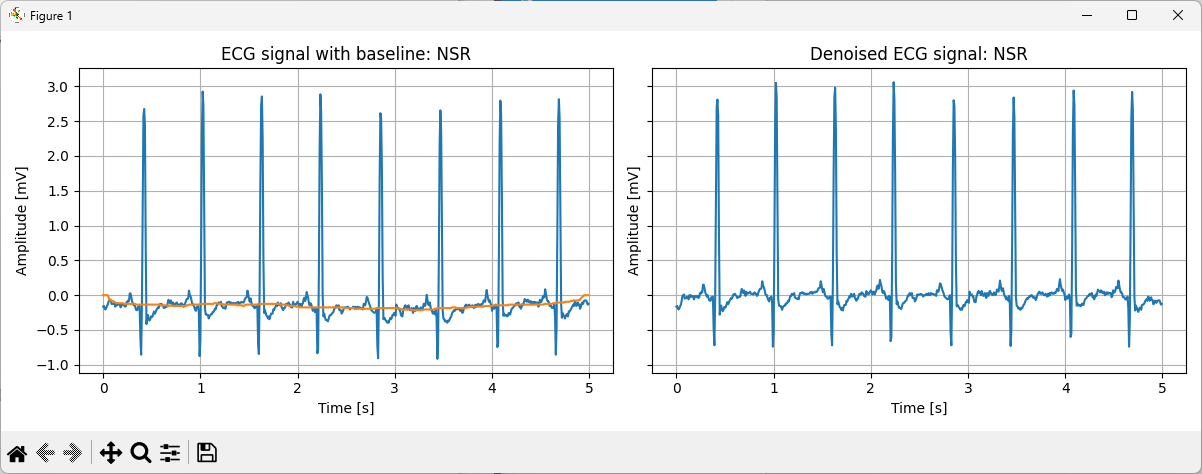 Figure 1
ECG signal with baseline: NSR
Denoised ECG signal: NSR
3.0
2.5
2.0
1.5
1.0
0.5
0.0
−0.5
−1.0
Amplitude [mV]
Amplitude [mV]
0 1 2 3 4 5
0 1 2 3 4 5
Time [s]
Time [s]